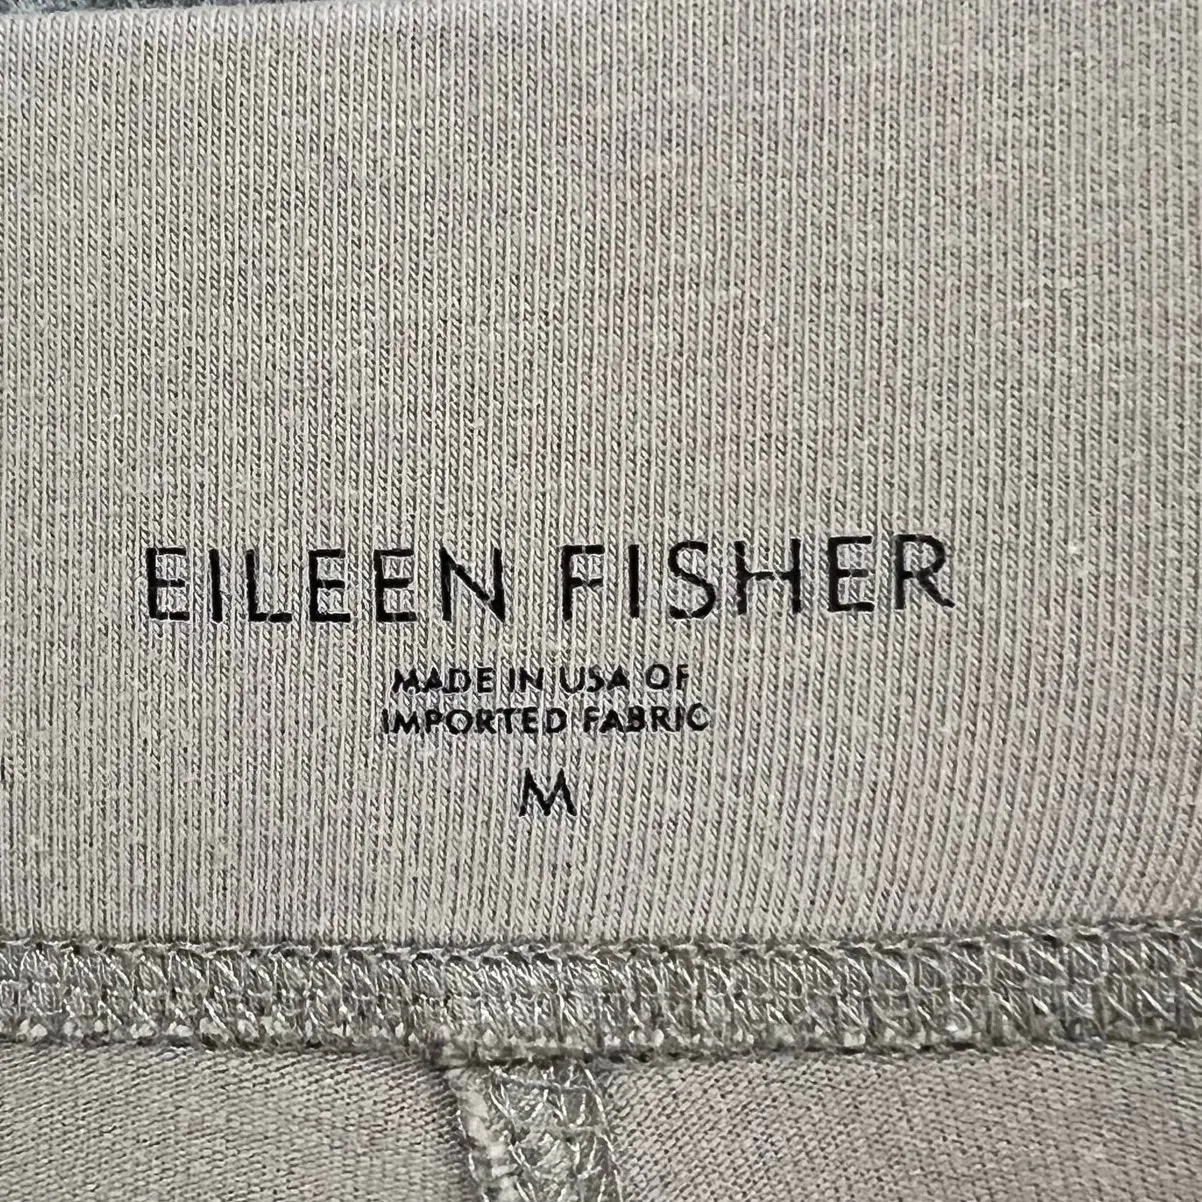 EILEEN FISHER
MADE IN USA OF
IMPORTED FABRIC
M